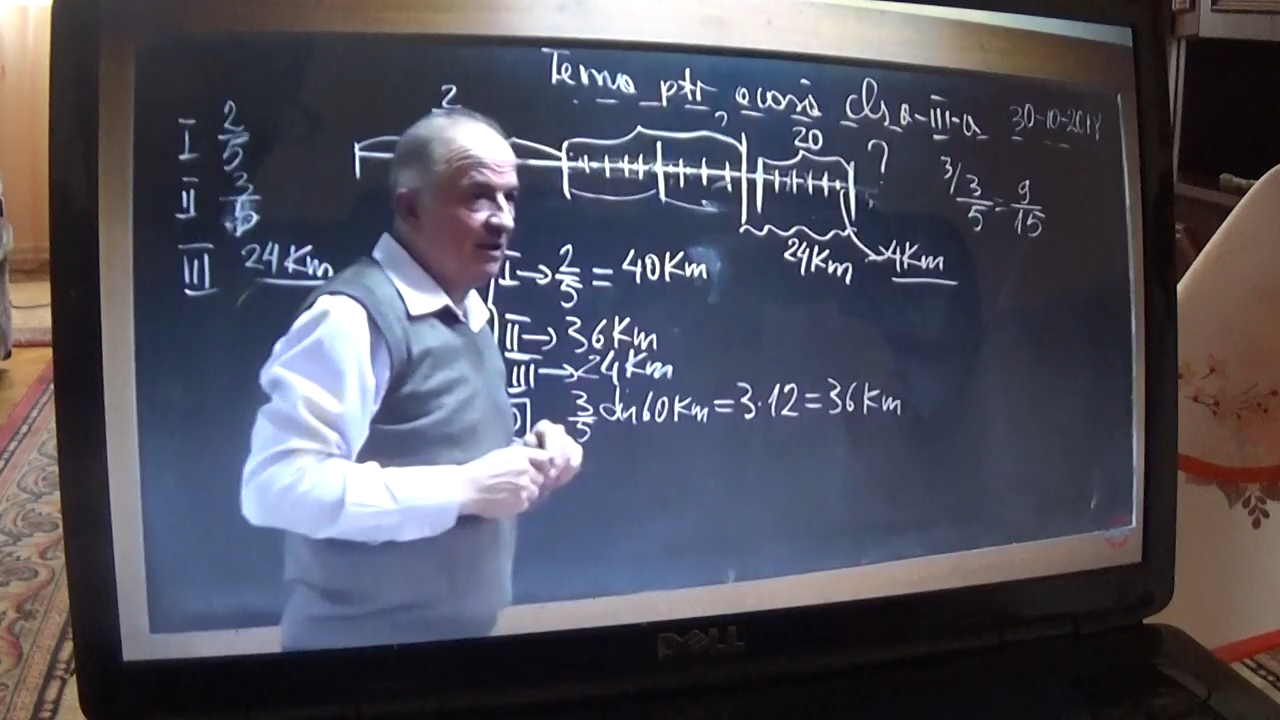 Tema ptr acasă cls a-III-a 30-10-2014
I 2/5
II 3/5
III 24Km
2
?
20
?
3/ 3/5 = 9/15
24Km → 4Km
I → 2/5 = 40Km
II → 36Km
III → 24Km
3/5 din 60Km = 3·12 = 36Km
DELL